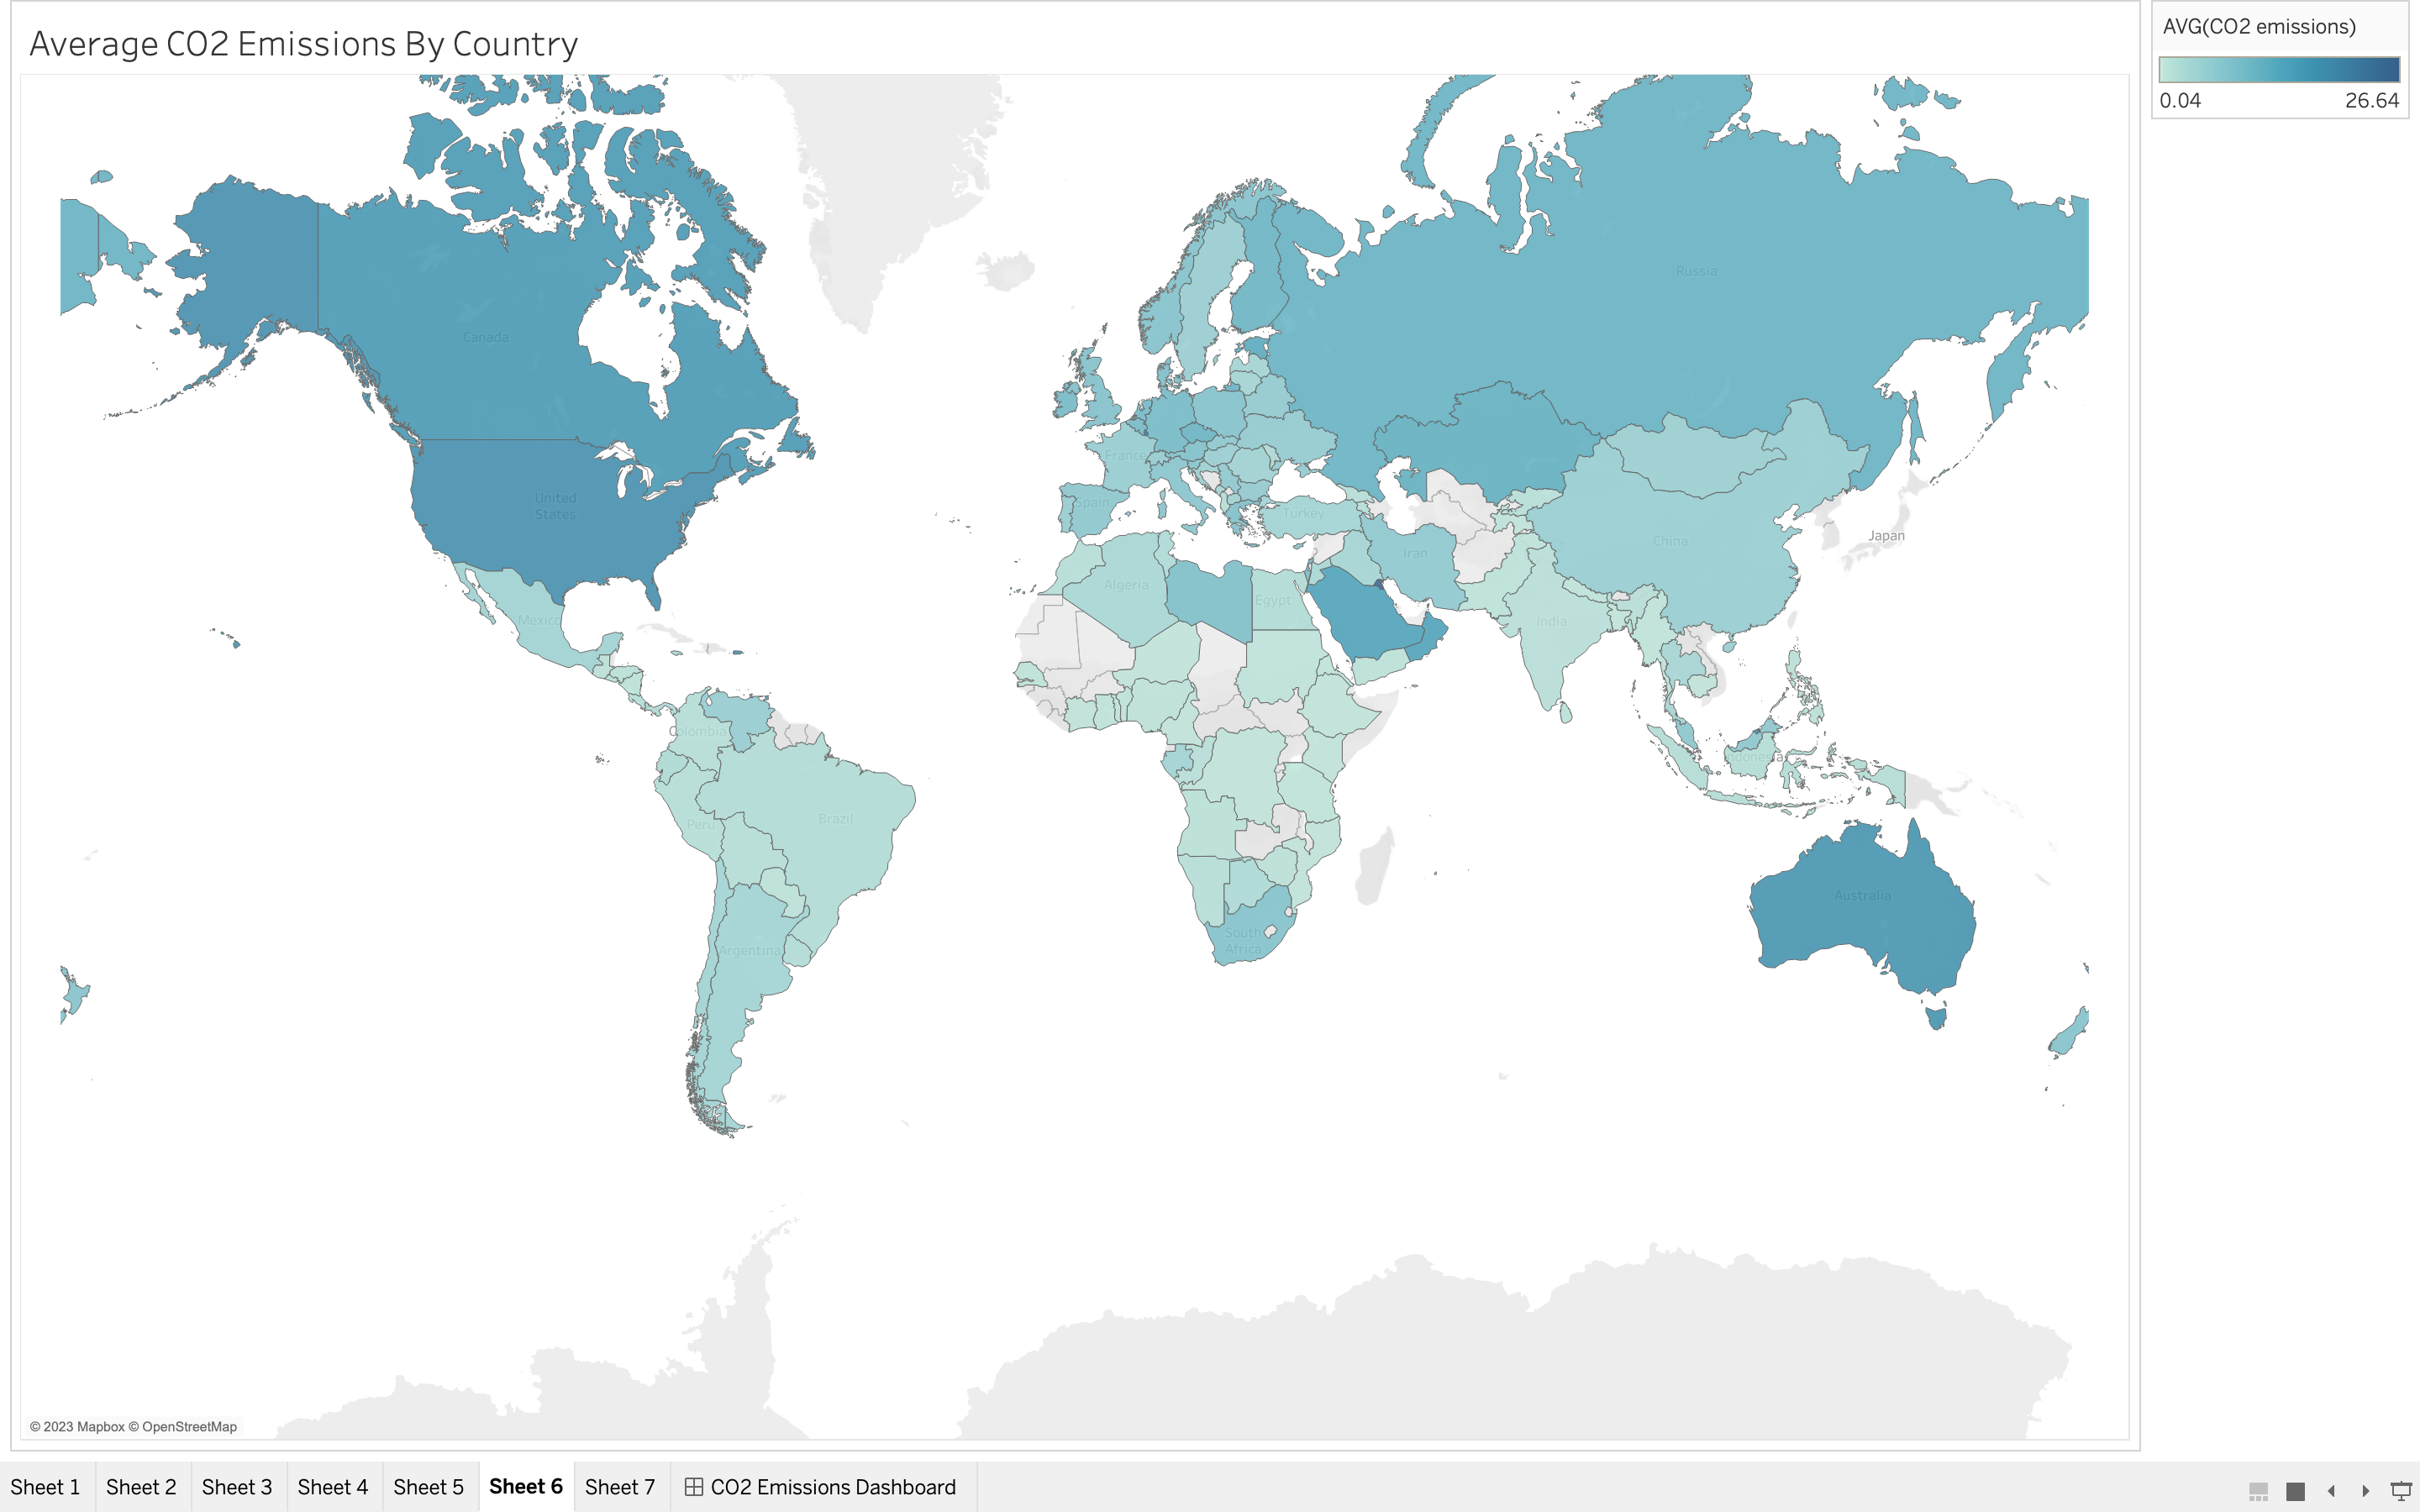 Average CO2 Emissions By Country
AVG(CO2 emissions)
0.04 26.64
Russia
Canada
France
United
States
Spain
Turkey
Japan
China
Iran
Algeria
Egypt
Mexico
India
Colombia
Indonesia
Brazil
Peru
Australia
South
Africa
Argentina
© 2023 Mapbox © OpenStreetMap
Sheet 1 Sheet 2 Sheet 3 Sheet 4 Sheet 5 Sheet 6 Sheet 7 CO2 Emissions Dashboard